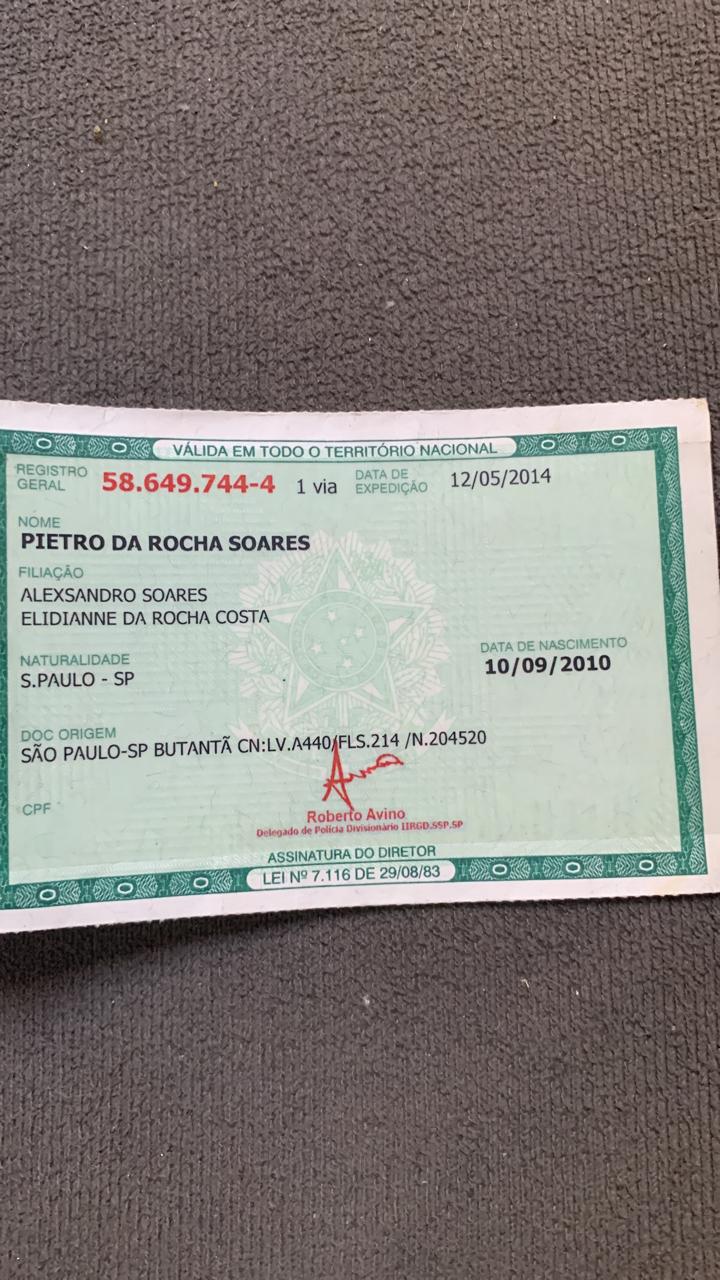 VÁLIDA EM TODO O TERRITÓRIO NACIONAL
REGISTRO GERAL 58.649.744-4 1 via DATA DE EXPEDIÇÃO 12/05/2014
NOME
PIETRO DA ROCHA SOARES
FILIAÇÃO
ALEXSANDRO SOARES
ELIDIANNE DA ROCHA COSTA
NATURALIDADE
S.PAULO - SP
DATA DE NASCIMENTO
10/09/2010
DOC ORIGEM
SÃO PAULO-SP BUTANTÃ CN:LV.A440/FLS.214 /N.204520
CPF
Roberto Avino
Delegado de Polícia Divisionário IIRGD.SSP.SP
ASSINATURA DO DIRETOR
LEI Nº 7.116 DE 29/08/83